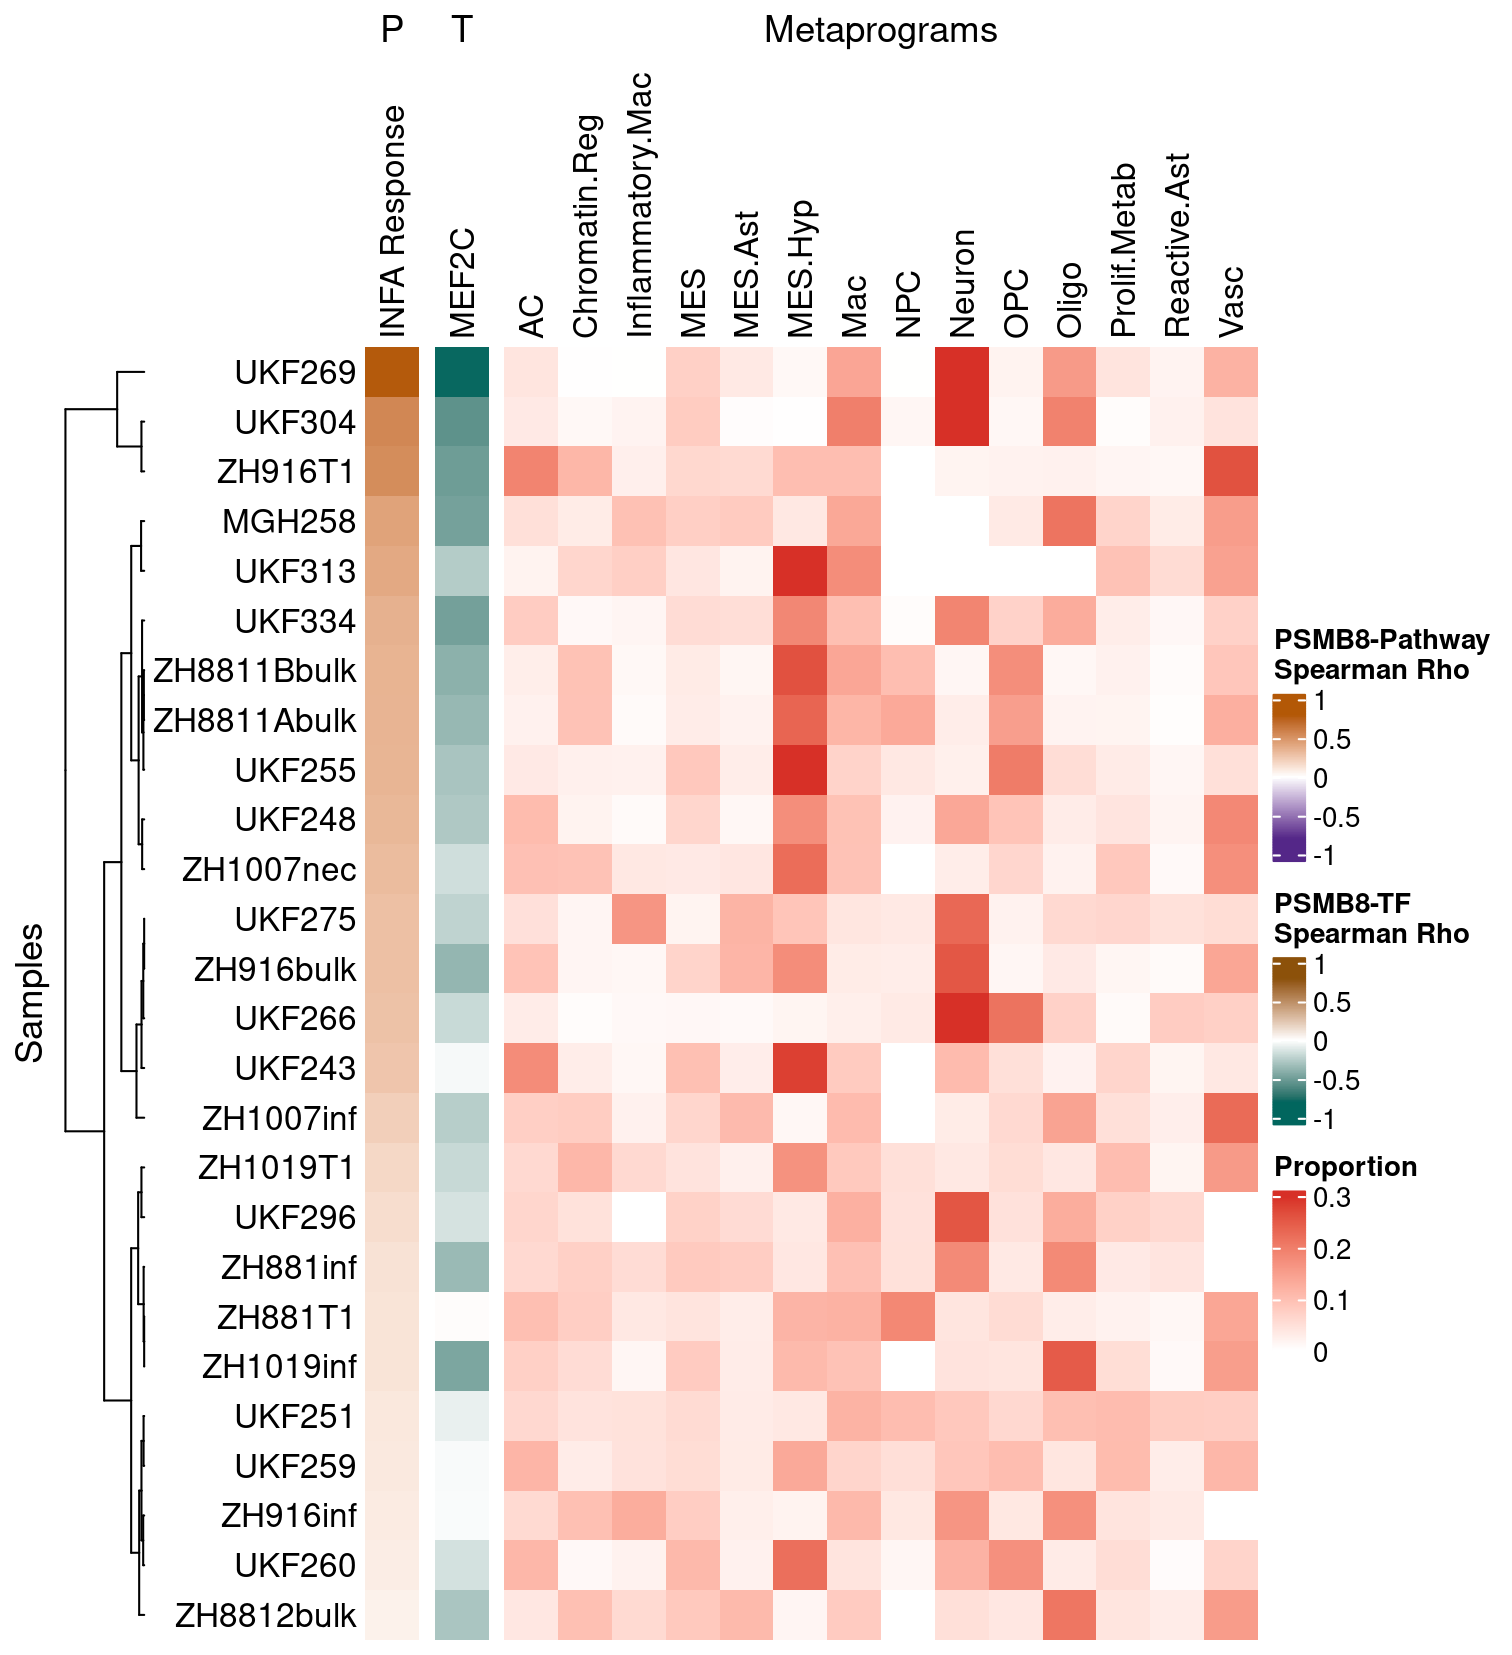 P T Metaprograms
INFA Response
MEF2C
AC
Chromatin.Reg
Inflammatory.Mac
MES
MES.Ast
MES.Hyp
Mac
NPC
Neuron
OPC
Oligo
Prolif.Metab
Reactive.Ast
Vasc
Samples
UKF269
UKF304
ZH916T1
MGH258
UKF313
UKF334
ZH8811Bbulk
ZH8811Abulk
UKF255
UKF248
ZH1007nec
UKF275
ZH916bulk
UKF266
UKF243
ZH1007inf
ZH1019T1
UKF296
ZH881inf
ZH881T1
ZH1019inf
UKF251
UKF259
ZH916inf
UKF260
ZH8812bulk
PSMB8-Pathway
Spearman Rho
1
0.5
0
-0.5
-1
PSMB8-TF
Spearman Rho
1
0.5
0
-0.5
-1
Proportion
0.3
0.2
0.1
0